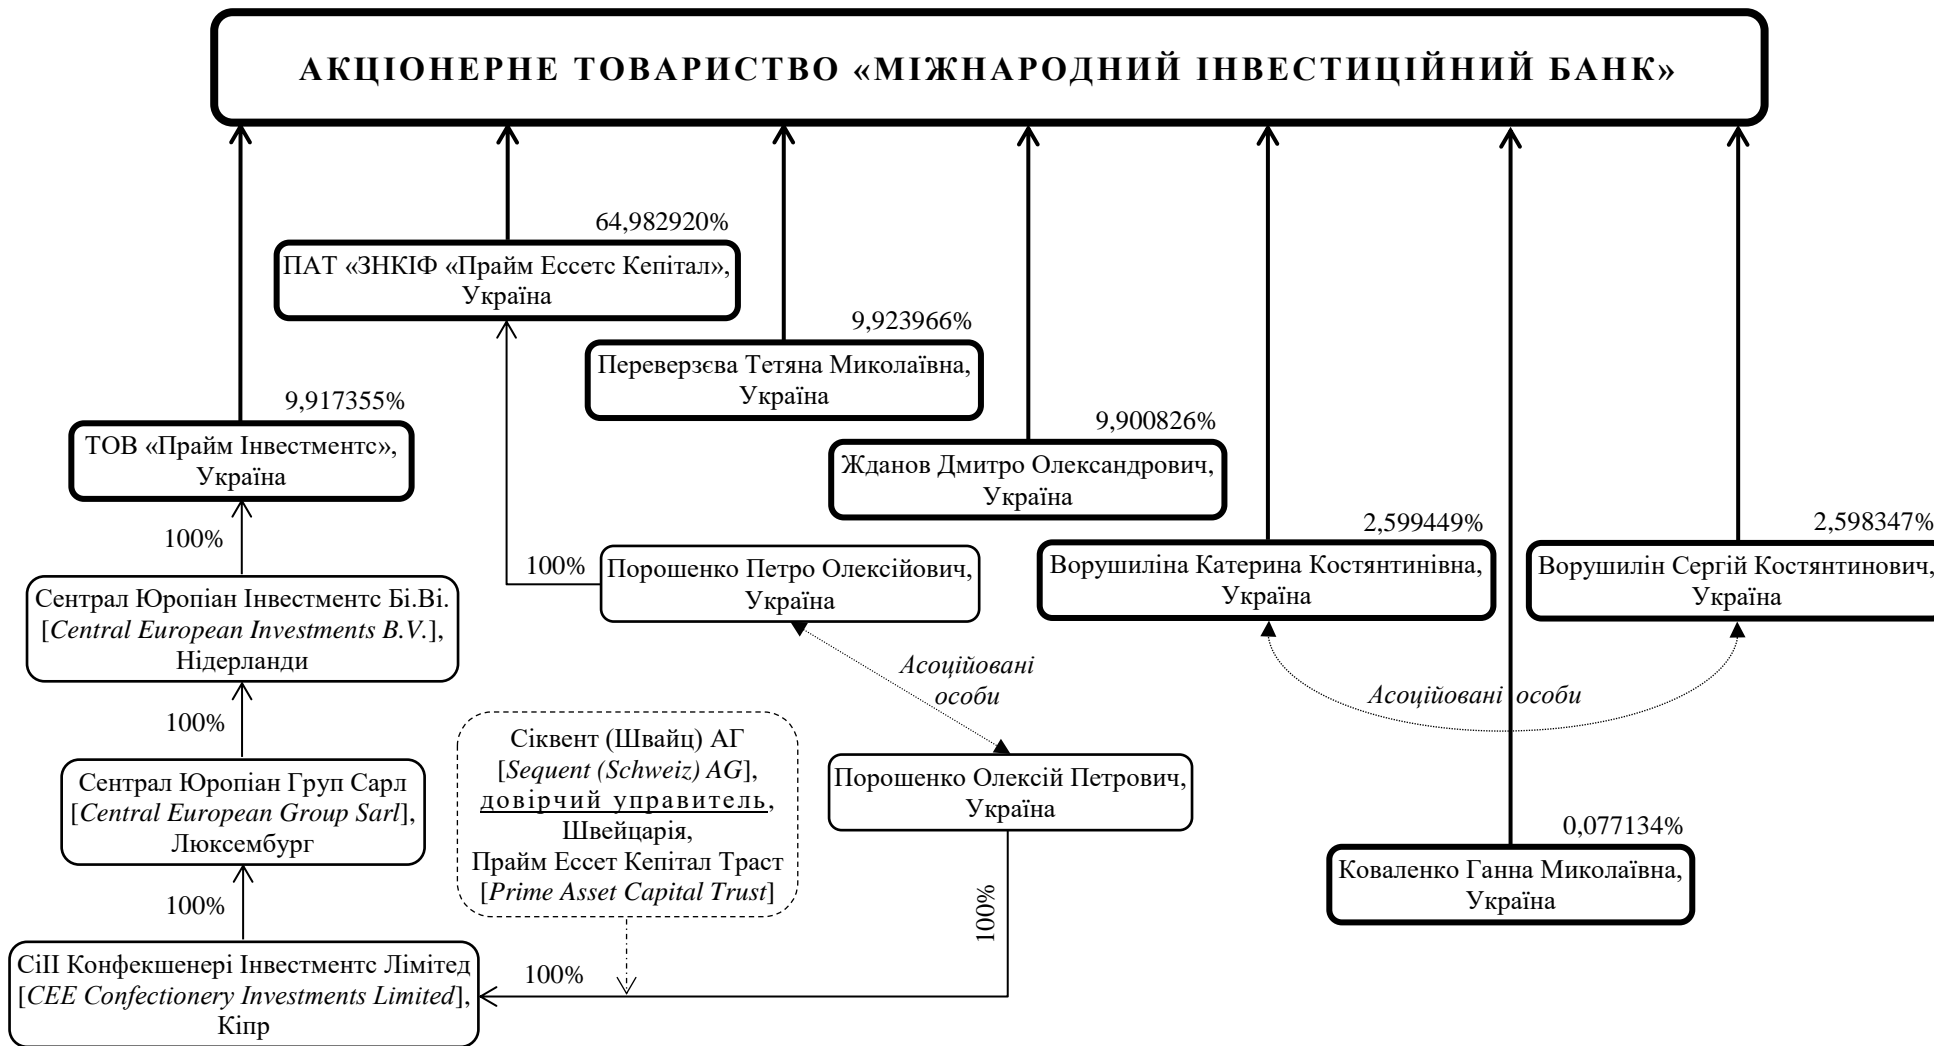 АКЦІОНЕРНЕ ТОВАРИСТВО «МІЖНАРОДНИЙ ІНВЕСТИЦІЙНИЙ БАНК»
64,982920%
ПАТ «ЗНКІФ «Прайм Ессетс Кепітал»,
Україна
9,923966%
Переверзєва Тетяна Миколаївна,
Україна
9,917355%
ТОВ «Прайм Інвестментс»,
Україна
9,900826%
Жданов Дмитро Олександрович,
Україна
2,599449%
Ворушиліна Катерина Костянтинівна,
Україна
2,598347%
Ворушилін Сергій Костянтинович,
Україна
100%
100%
Порошенко Петро Олексійович,
Україна
Сентрал Юропіан Інвестментс Бі.Ві.
[Central European Investments B.V.],
Нідерланди
Асоційовані
особи
Асоційовані особи
100%
Сіквент (Швайц) АГ
[Sequent (Schweiz) AG],
довірчий управитель,
Швейцарія,
Прайм Ессет Кепітал Траст
[Prime Asset Capital Trust]
Порошенко Олексій Петрович,
Україна
Сентрал Юропіан Груп Сарл
[Central European Group Sarl],
Люксембург
0,077134%
Коваленко Ганна Миколаївна,
Україна
100%
100%
100%
СіІІ Конфекшенері Інвестментс Лімітед
[CEE Confectionery Investments Limited],
Кіпр